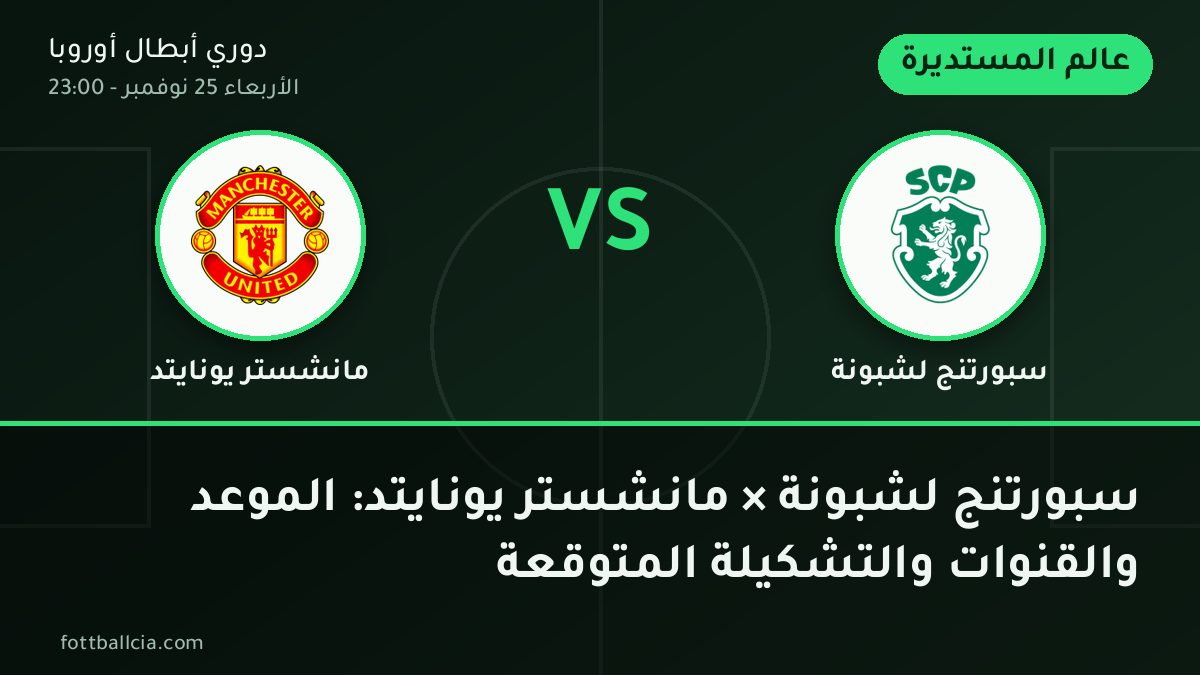 عالم المستديرة
دوري أبطال أوروبا
الأربعاء 25 نوفمبر - 23:00
SCP
VS
MANCHESTER
UNITED
سبورتنج لشبونة
مانشستر يونايتد
سبورتنج لشبونة × مانشستر يونايتد: الموعد
والقنوات والتشكيلة المتوقعة
fottballcia.com